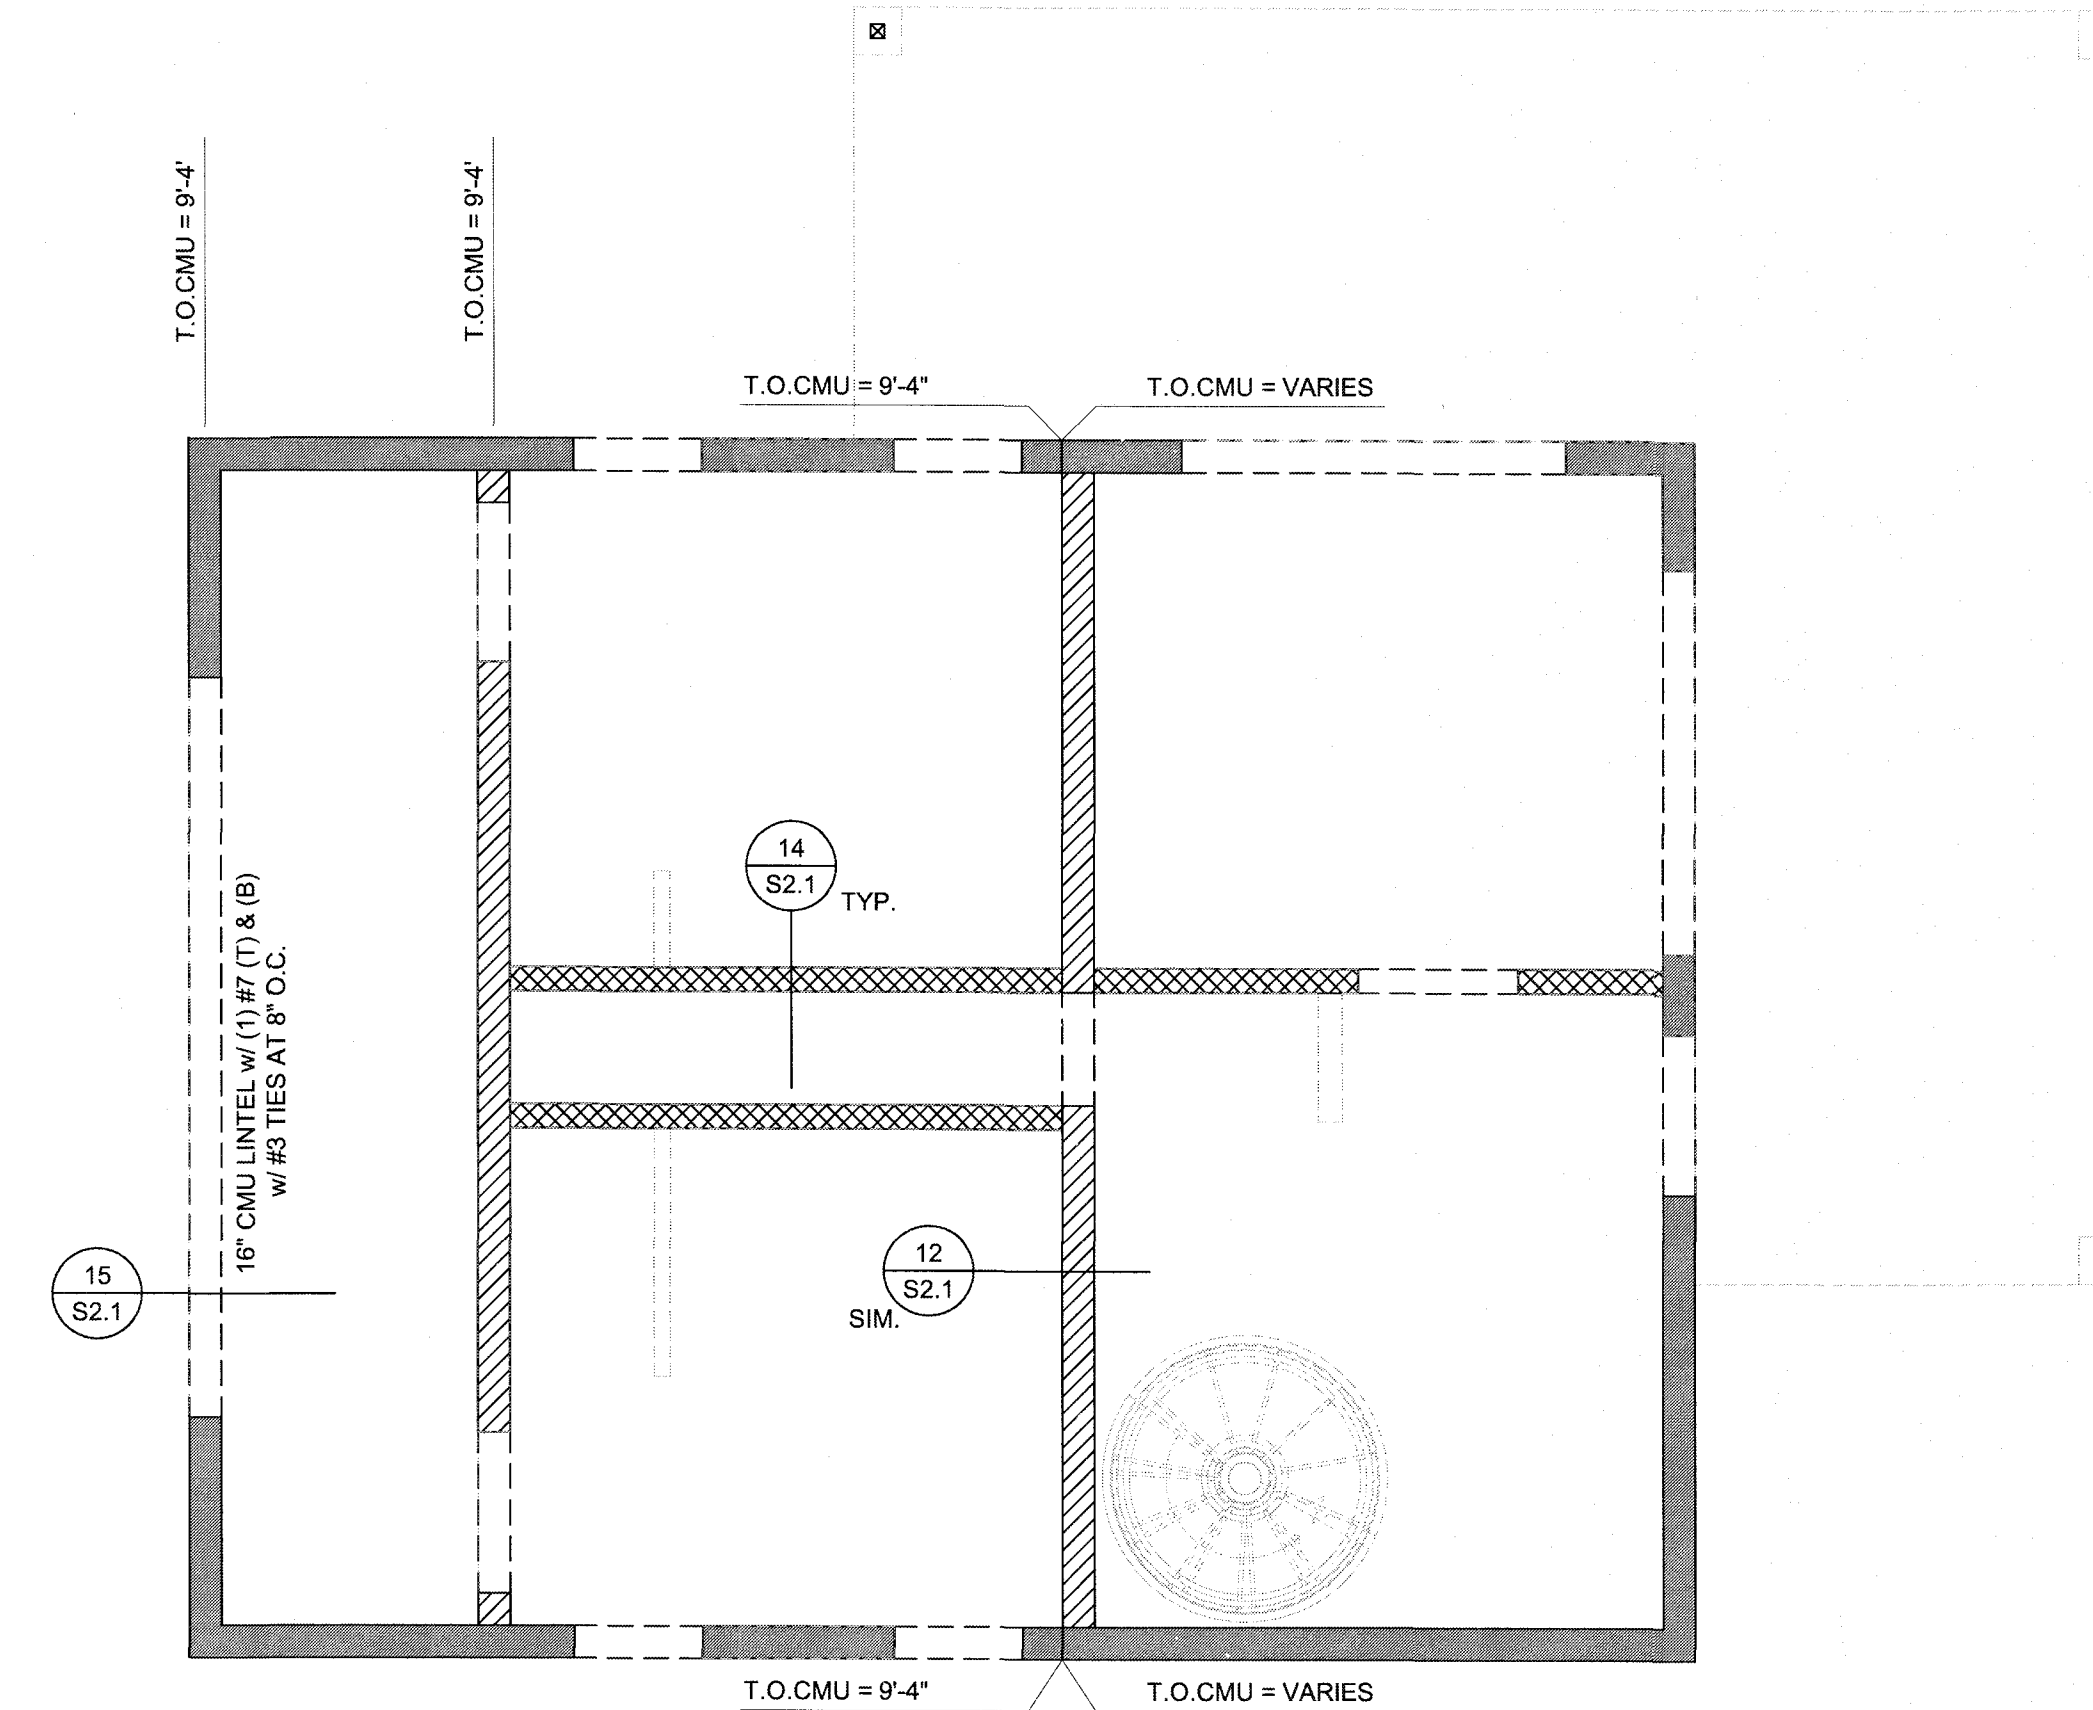 T.O.CMU = 9'-4'
T.O.CMU = 9'-4'
T.O.CMU = 9'-4"
T.O.CMU = VARIES
14
S2.1
TYP.
16" CMU LINTEL w/ (1) #7 (T) & (B)
w/ #3 TIES AT 8" O.C.
12
S2.1
SIM.
15
S2.1
T.O.CMU = 9'-4"
T.O.CMU = VARIES